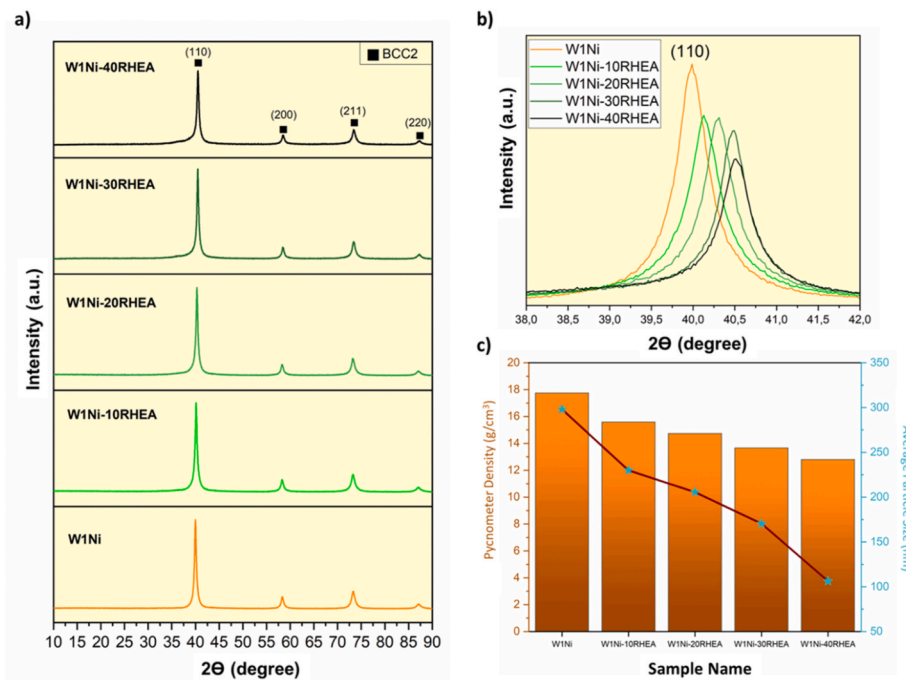 a)
(110)
■ BCC2
W1Ni-40RHEA
(200)
(211)
(220)
W1Ni-30RHEA
W1Ni-20RHEA
W1Ni-10RHEA
W1Ni
Intensity (a.u.)
10 15 20 25 30 35 40 45 50 55 60 65 70 75 80 85 90
2Θ (degree)
b)
W1Ni
W1Ni-10RHEA
W1Ni-20RHEA
W1Ni-30RHEA
W1Ni-40RHEA
(110)
Intensity (a.u.)
38,0 38,5 39,0 39,5 40,0 40,5 41,0 41,5 42,0
2Θ (degree)
c)
20
18
16
14
12
10
8
6
4
2
0
Pycnometer Density (g/cm³)
350
300
250
200
150
100
50
Average Particle Size (nm)
W1Ni W1Ni-10RHEA W1Ni-20RHEA W1Ni-30RHEA W1Ni-40RHEA
Sample Name